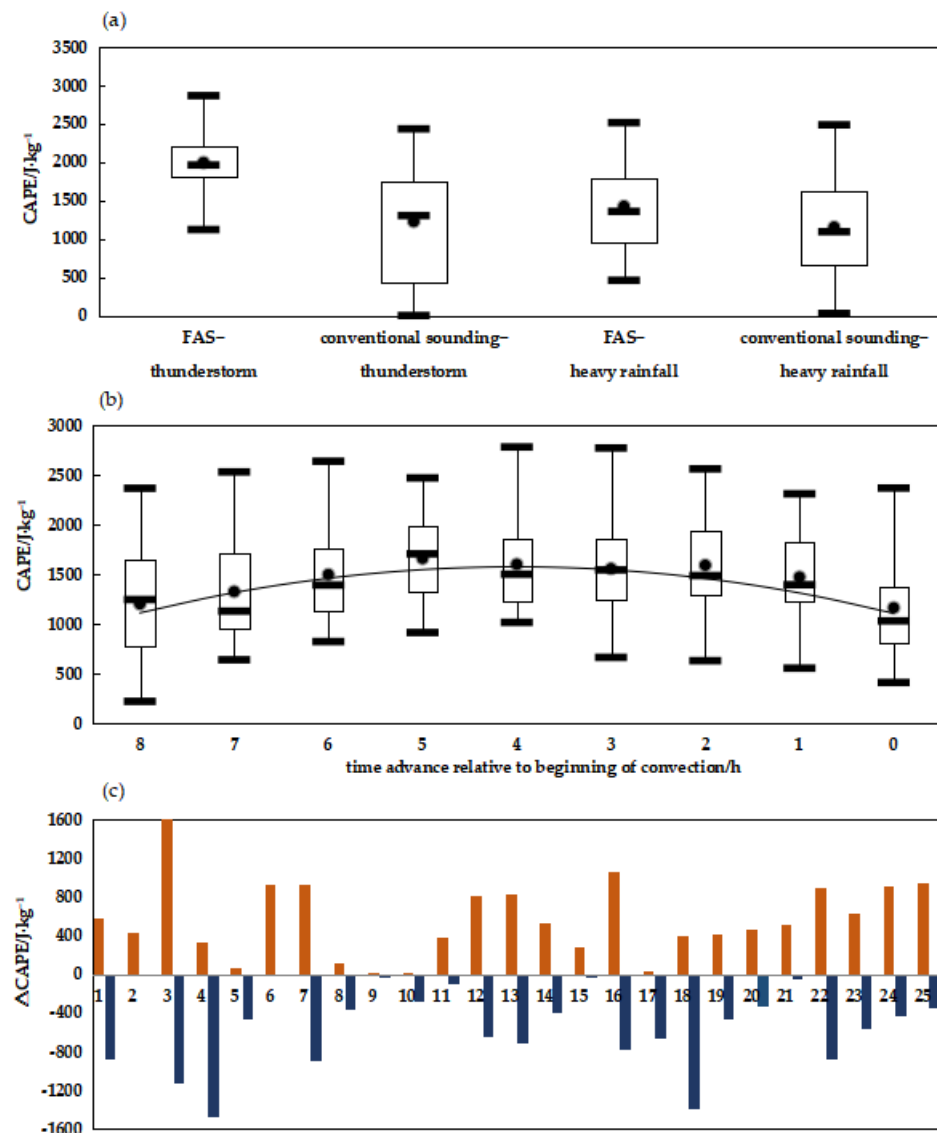 (a)
3500
3000
2500
2000
1500
1000
500
0
CAPE/J·kg⁻¹
FAS–
thunderstorm
conventional sounding–
thunderstorm
FAS–
heavy rainfall
conventional sounding–
heavy rainfall
(b)
3000
2500
2000
1500
1000
500
0
CAPE/J·kg⁻¹
8 7 6 5 4 3 2 1 0
time advance relative to beginning of convection/h
(c)
1600
1200
800
400
0
-400
-800
-1200
-1600
△CAPE/J·kg⁻¹
1 2 3 4 5 6 7 8 9 10 11 12 13 14 15 16 17 18 19 20 21 22 23 24 25